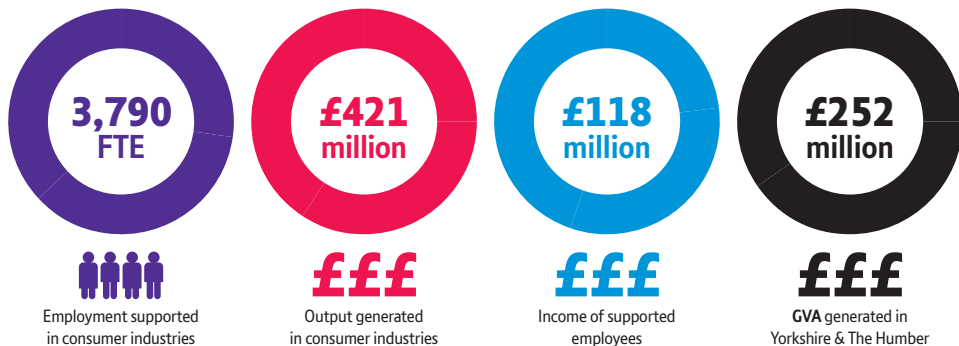 3,790
FTE
£421
million
£118
million
£252
million
£££
£££
£££
Employment supported
in consumer industries
Output generated
in consumer industries
Income of supported
employees
GVA generated in
Yorkshire & The Humber